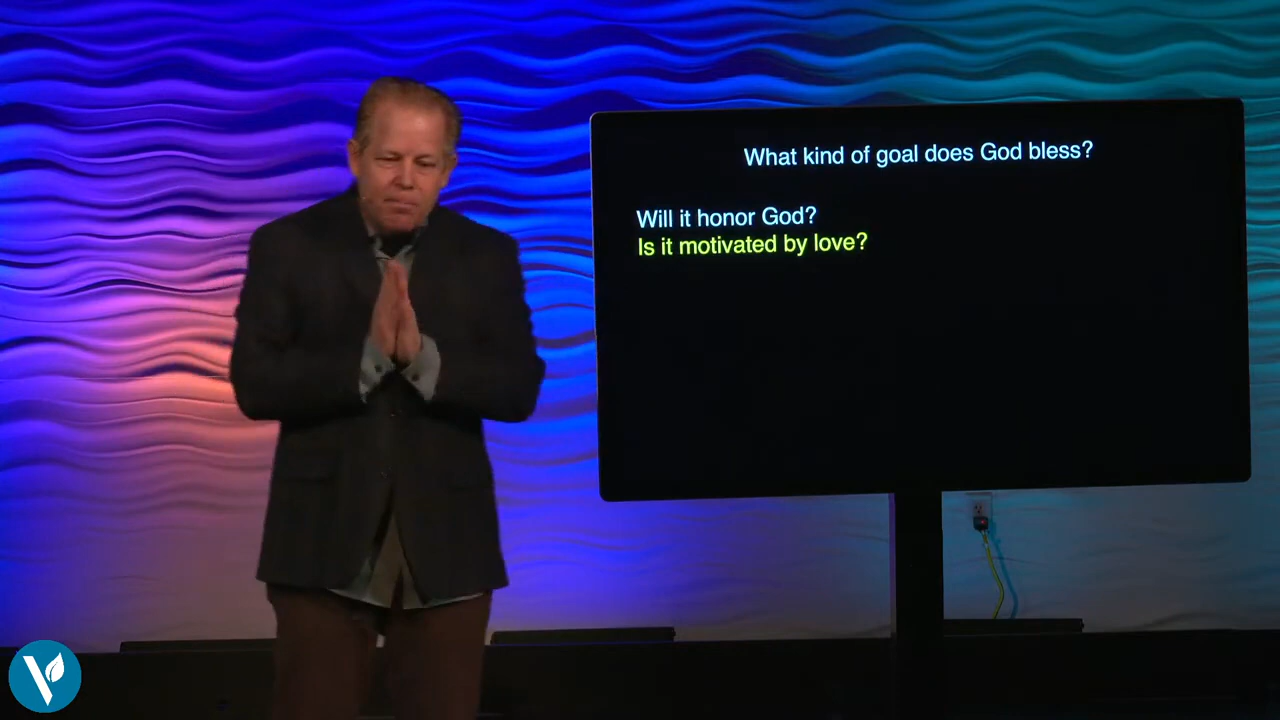 What kind of goal does God bless?
Will it honor God?
Is it motivated by love?